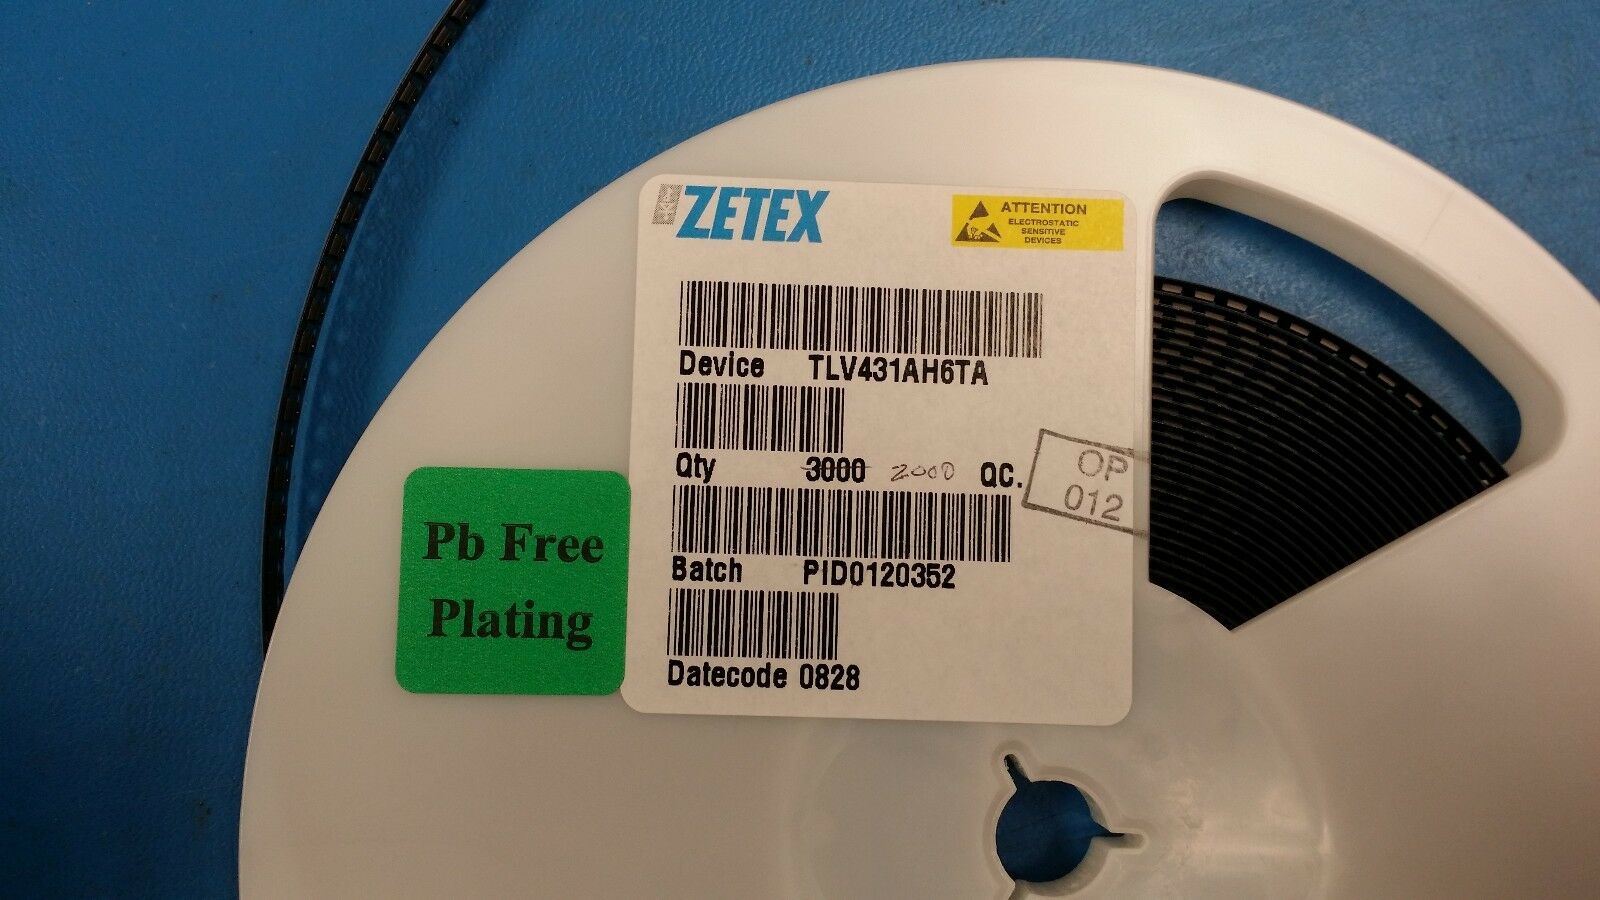 ZETEX
ATTENTION
ELECTROSTATIC
SENSITIVE
DEVICES
Device TLV431AH6TA
Qty 3000 2000 QC.
OP
012
Batch PID0120352
Datecode 0828
Pb Free
Plating